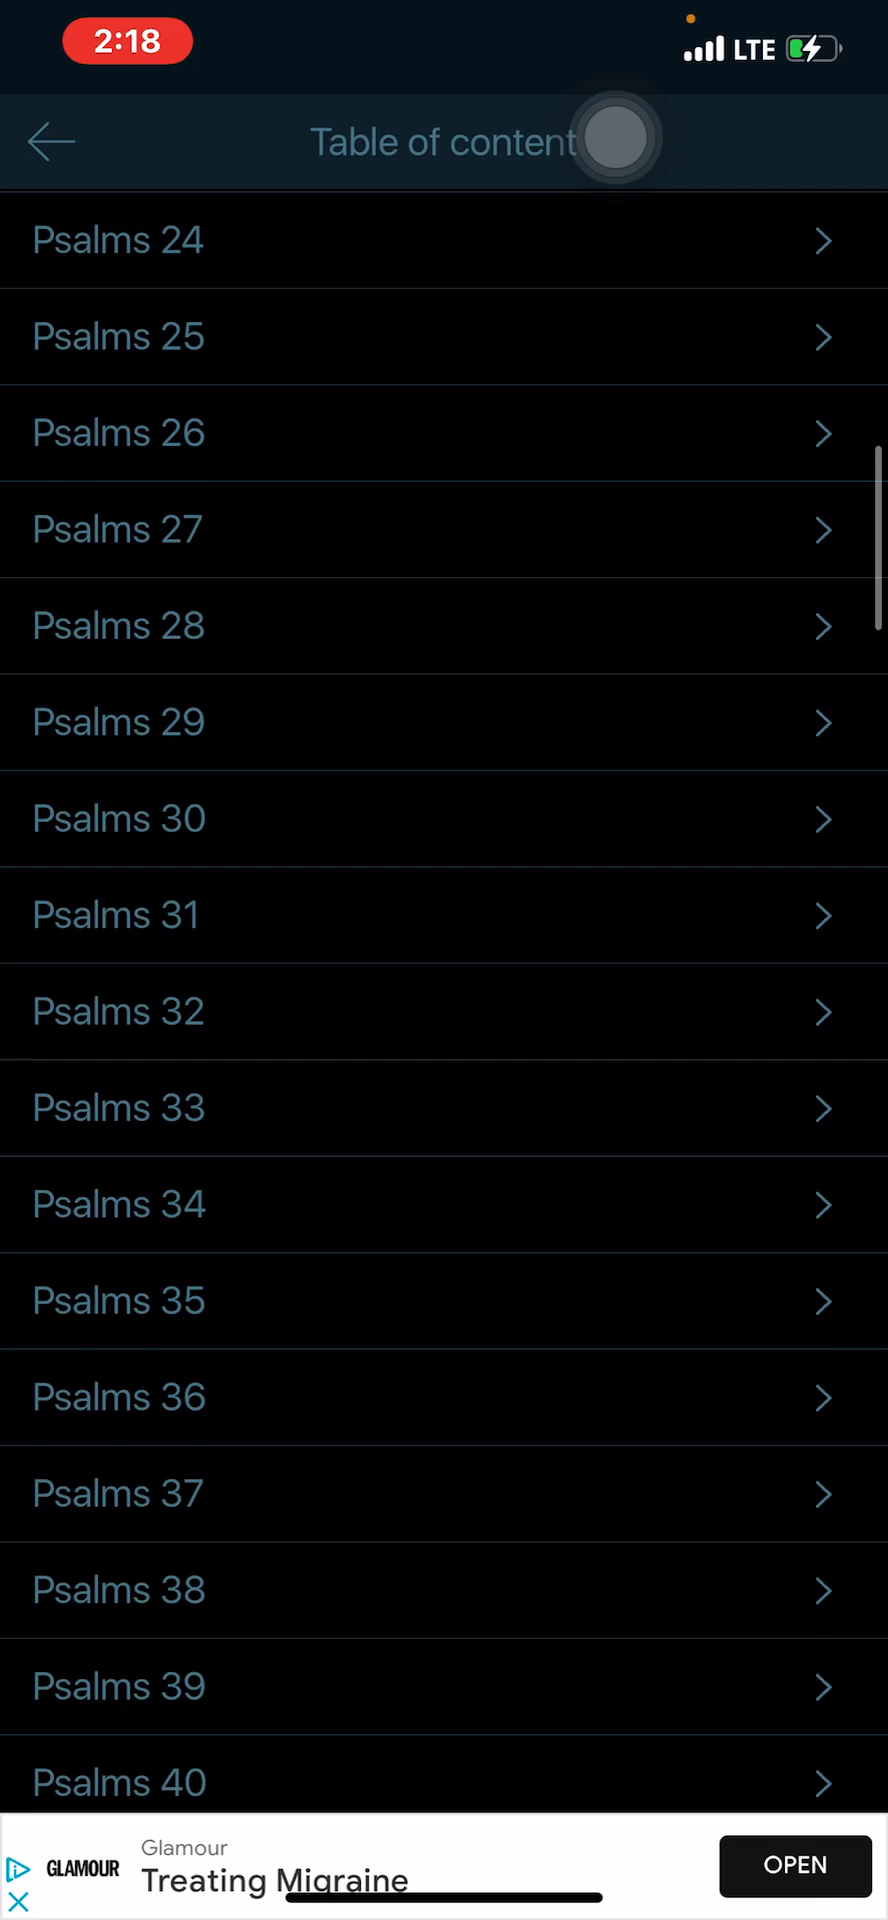 2:18
LTE
Table of content
Psalms 24
Psalms 25
Psalms 26
Psalms 27
Psalms 28
Psalms 29
Psalms 30
Psalms 31
Psalms 32
Psalms 33
Psalms 34
Psalms 35
Psalms 36
Psalms 37
Psalms 38
Psalms 39
Psalms 40
Glamour
GLAMOUR
Treating Migraine
OPEN